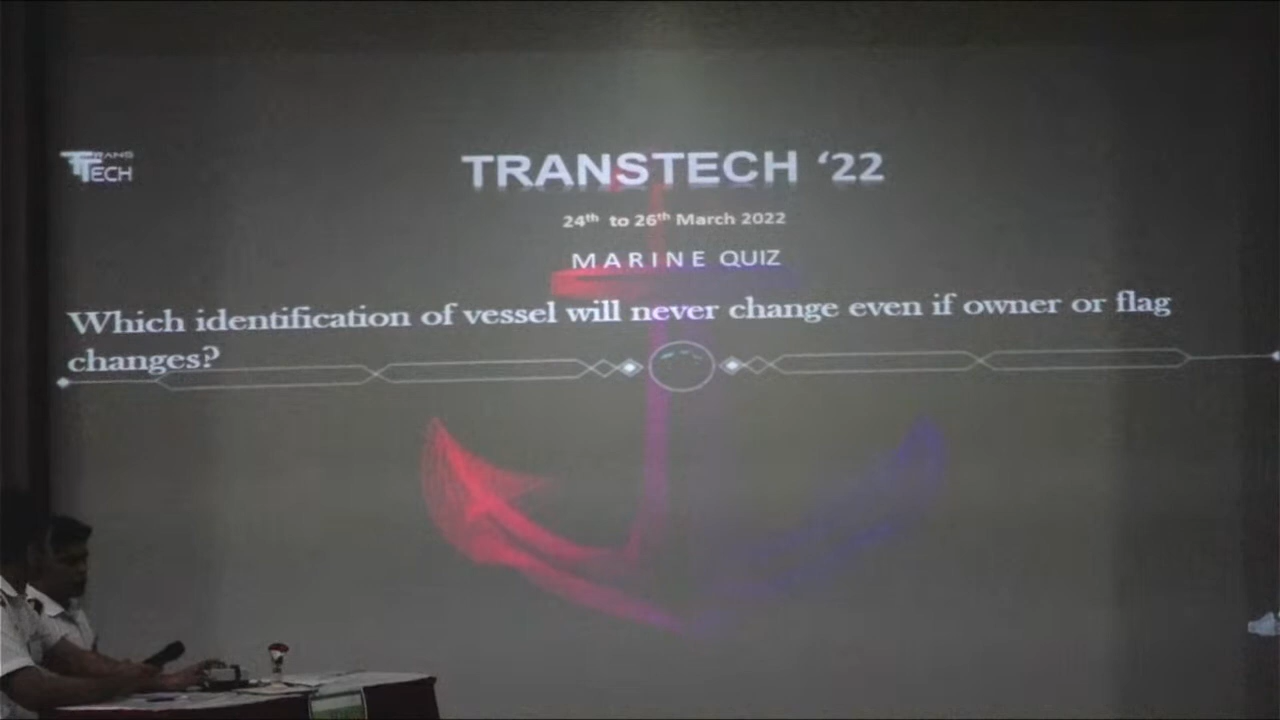 TRANS
TECH
TRANSTECH ‘22
24th to 26th March 2022
MARINE QUIZ
Which identification of vessel will never change even if owner or flag
changes?